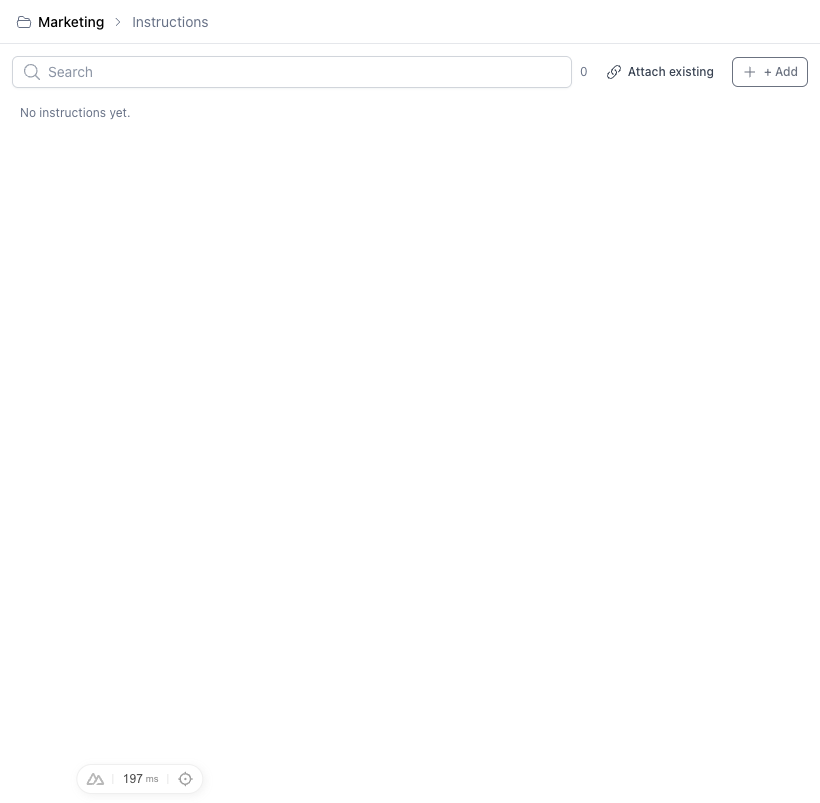 Marketing > Instructions
Search 0 Attach existing + Add
No instructions yet.
197 ms